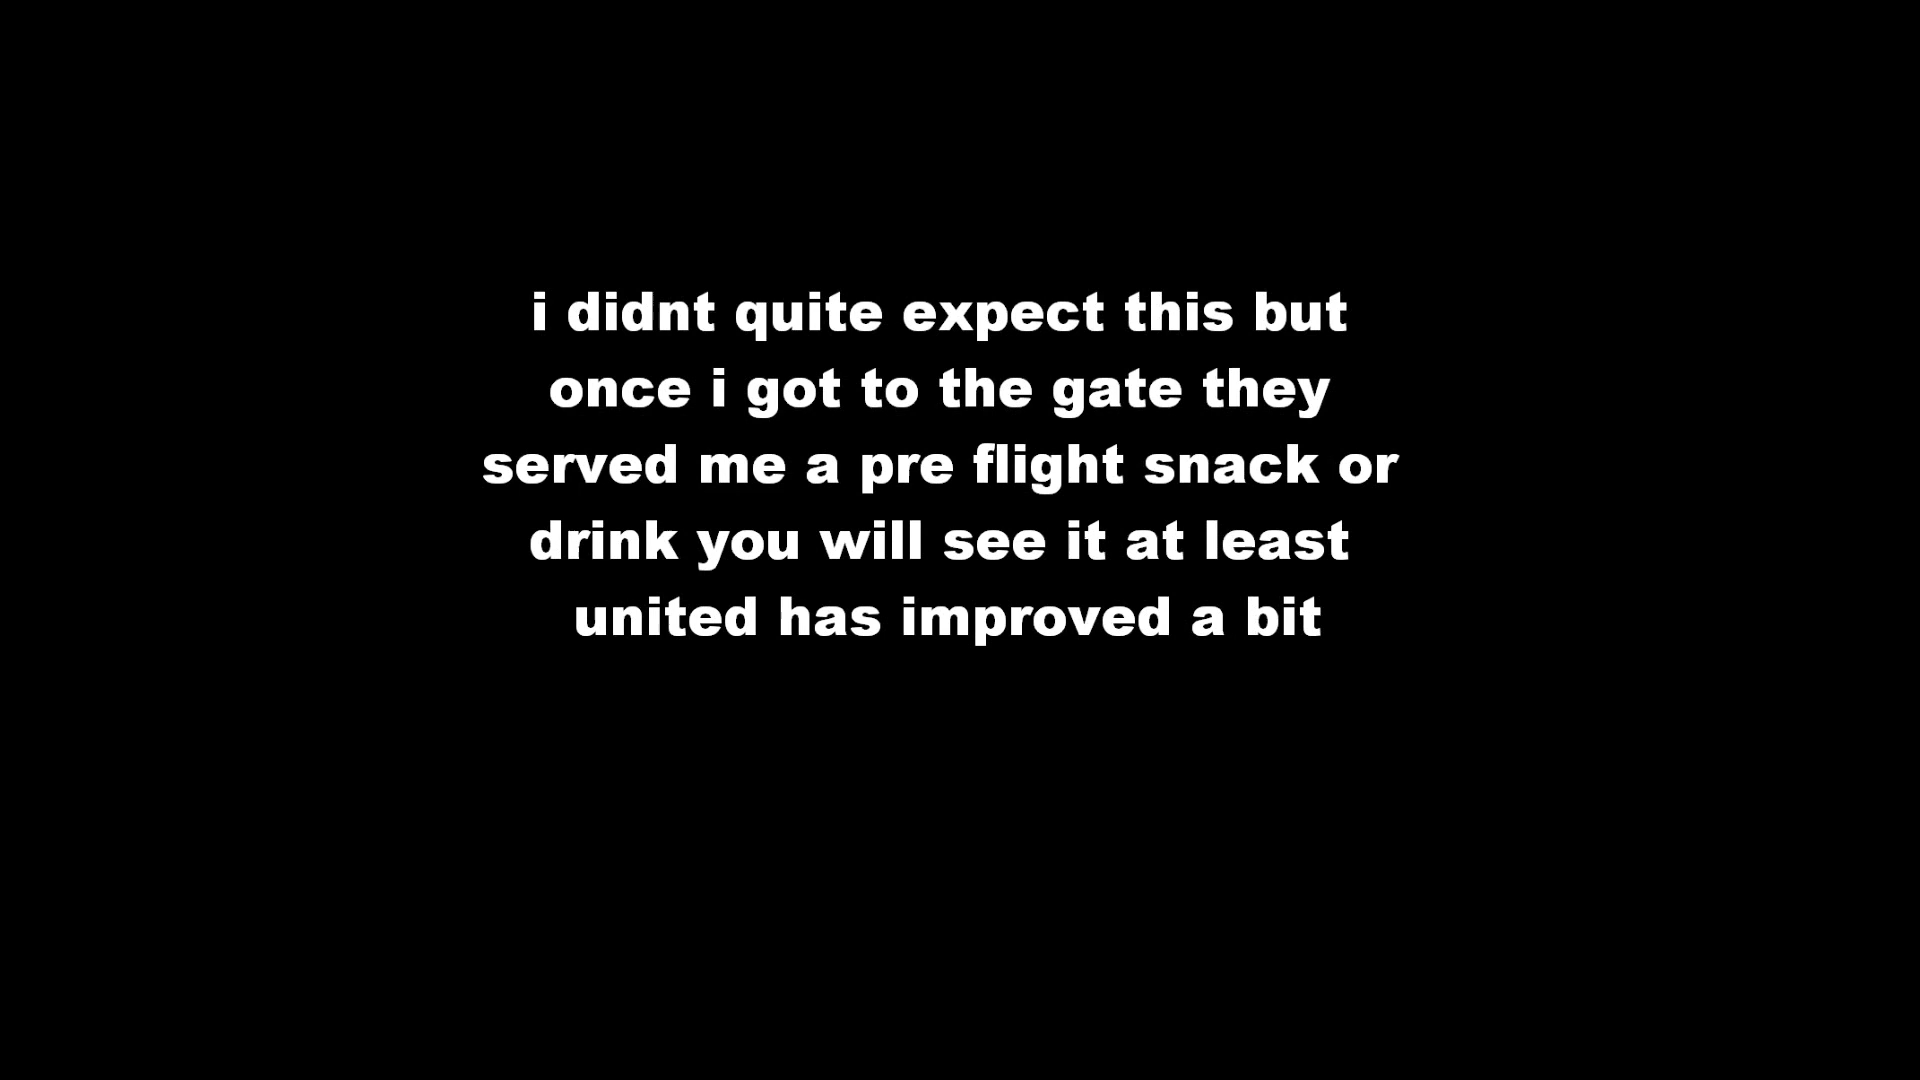 i didnt quite expect this but
once i got to the gate they
served me a pre flight snack or
drink you will see it at least
united has improved a bit